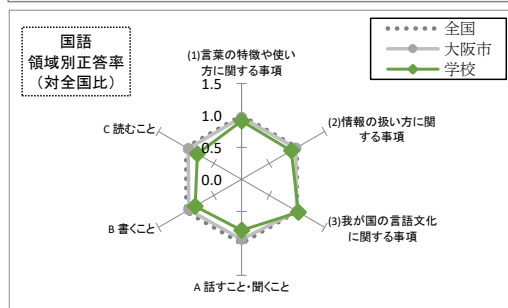 国語
領域別正答率
（対全国比）
全国
大阪市
学校
(1)言葉の特徴や使い
方に関する事項
1.5
1.0
0.5
0.0
(2)情報の扱い方に関
する事項
(3)我が国の言語文化
に関する事項
A 話すこと・聞くこと
B 書くこと
C 読むこと